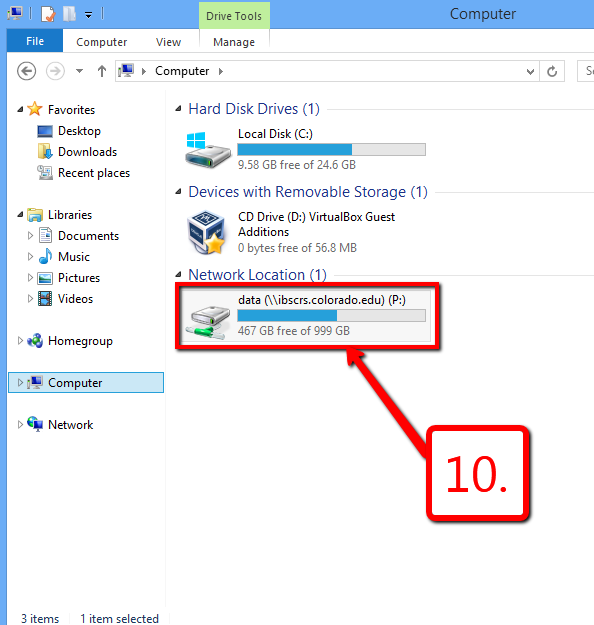 Drive Tools
Computer
File
Computer
View
Manage
Computer
Favorites
Desktop
Downloads
Recent places
Libraries
Documents
Music
Pictures
Videos
Homegroup
Computer
Network
Hard Disk Drives (1)
Local Disk (C:)
9.58 GB free of 24.6 GB
Devices with Removable Storage (1)
CD Drive (D:) VirtualBox Guest
Additions
0 bytes free of 56.8 MB
Network Location (1)
data (\\ibscrs.colorado.edu) (P:)
467 GB free of 999 GB
10.
3 items
1 item selected